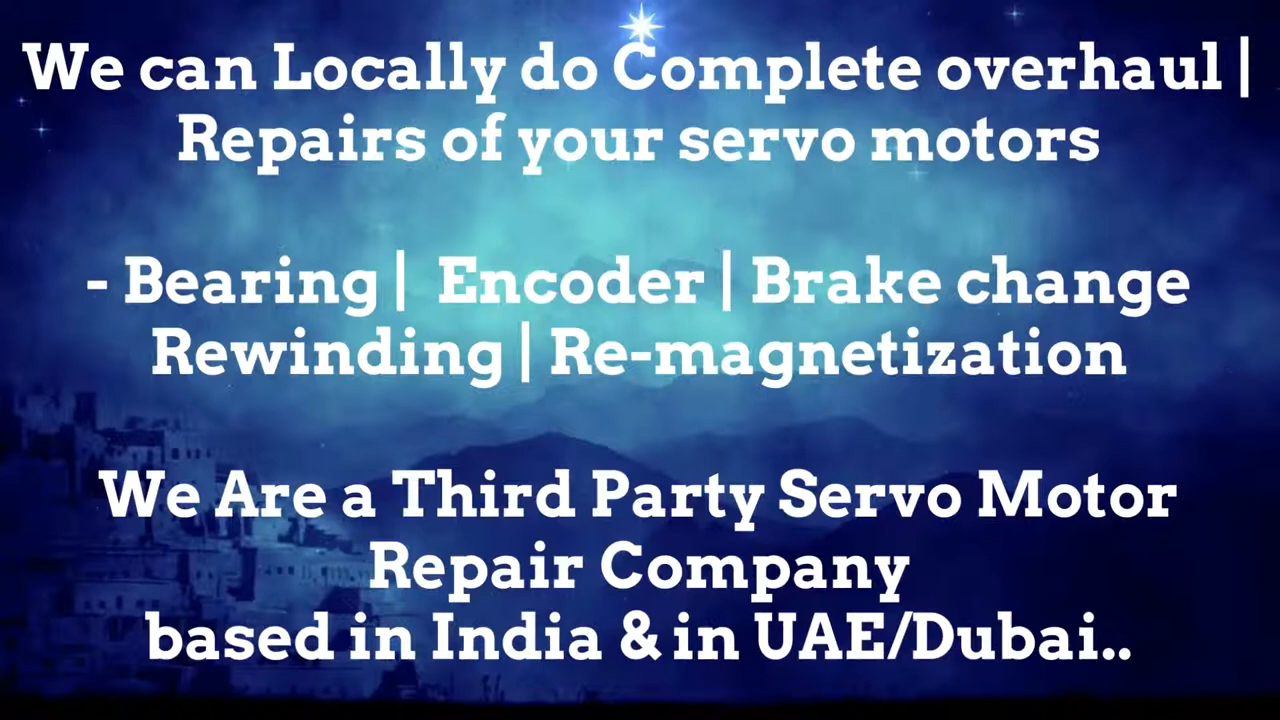 We can Locally do Complete overhaul |
Repairs of your servo motors
- Bearing | Encoder | Brake change
Rewinding | Re-magnetization
We Are a Third Party Servo Motor
Repair Company
based in India & in UAE/Dubai..